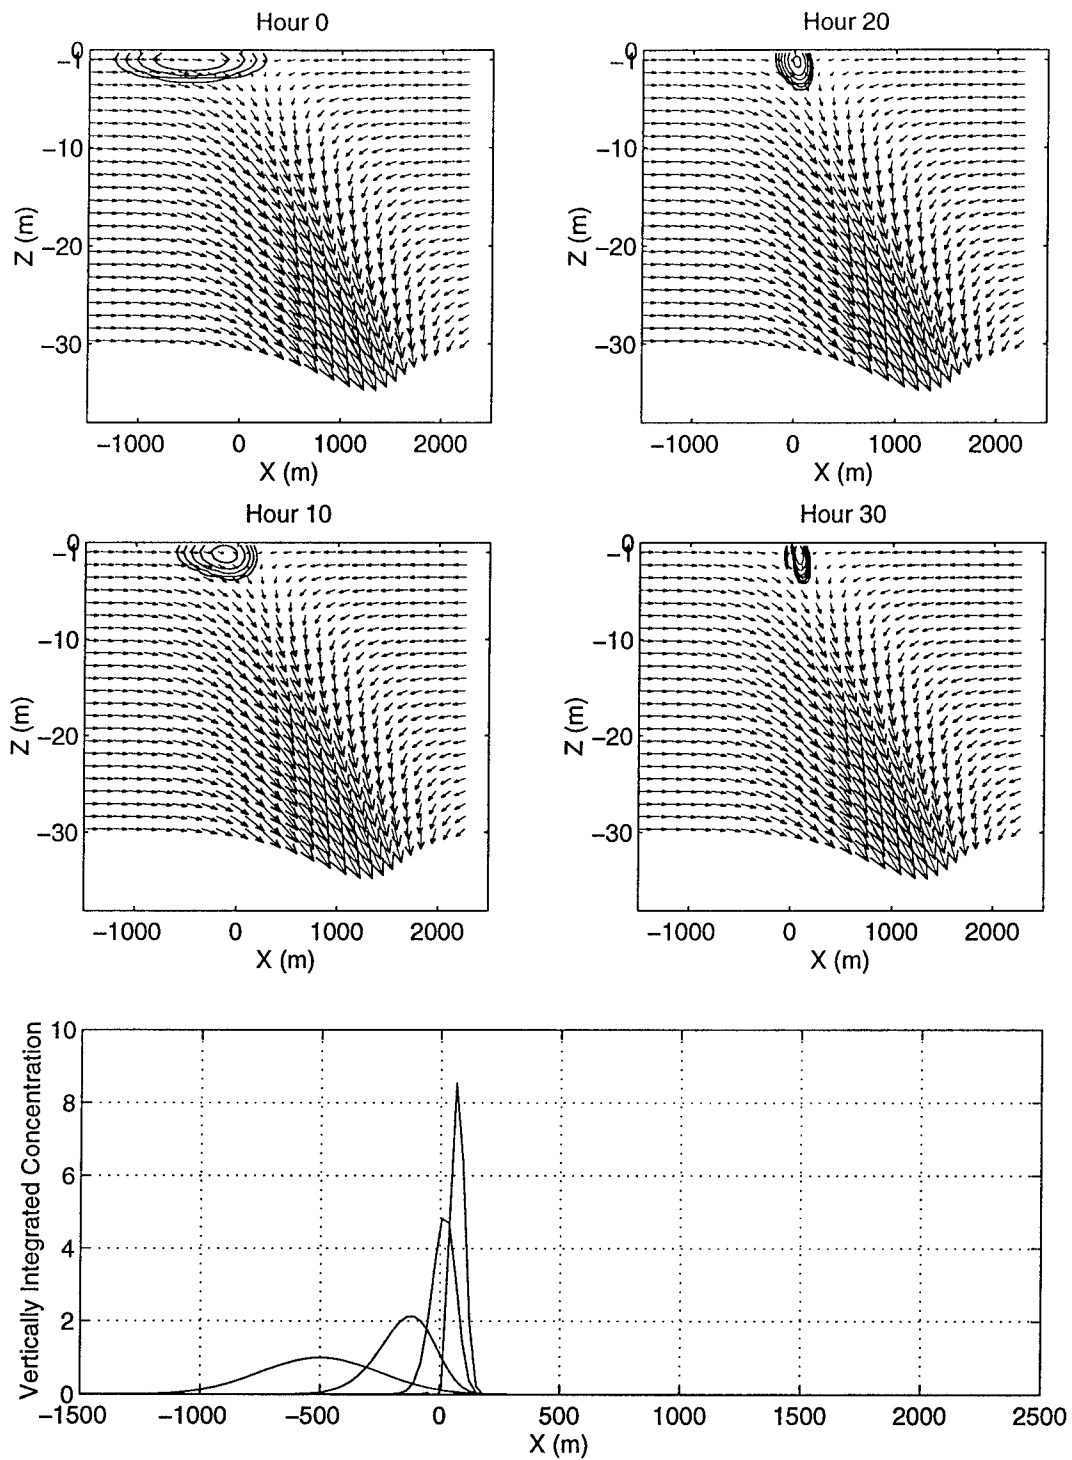 Hour 0
0
−1
−10
−20
−30
Z (m)
−1000 0 1000 2000
X (m)
Hour 20
0
−1
−10
−20
−30
Z (m)
−1000 0 1000 2000
X (m)
Hour 10
0
−1
−10
−20
−30
Z (m)
−1000 0 1000 2000
X (m)
Hour 30
0
−1
−10
−20
−30
Z (m)
−1000 0 1000 2000
X (m)
Vertically Integrated Concentration
10
8
6
4
2
0
−1500 −1000 −500 0 500 1000 1500 2000 2500
X (m)